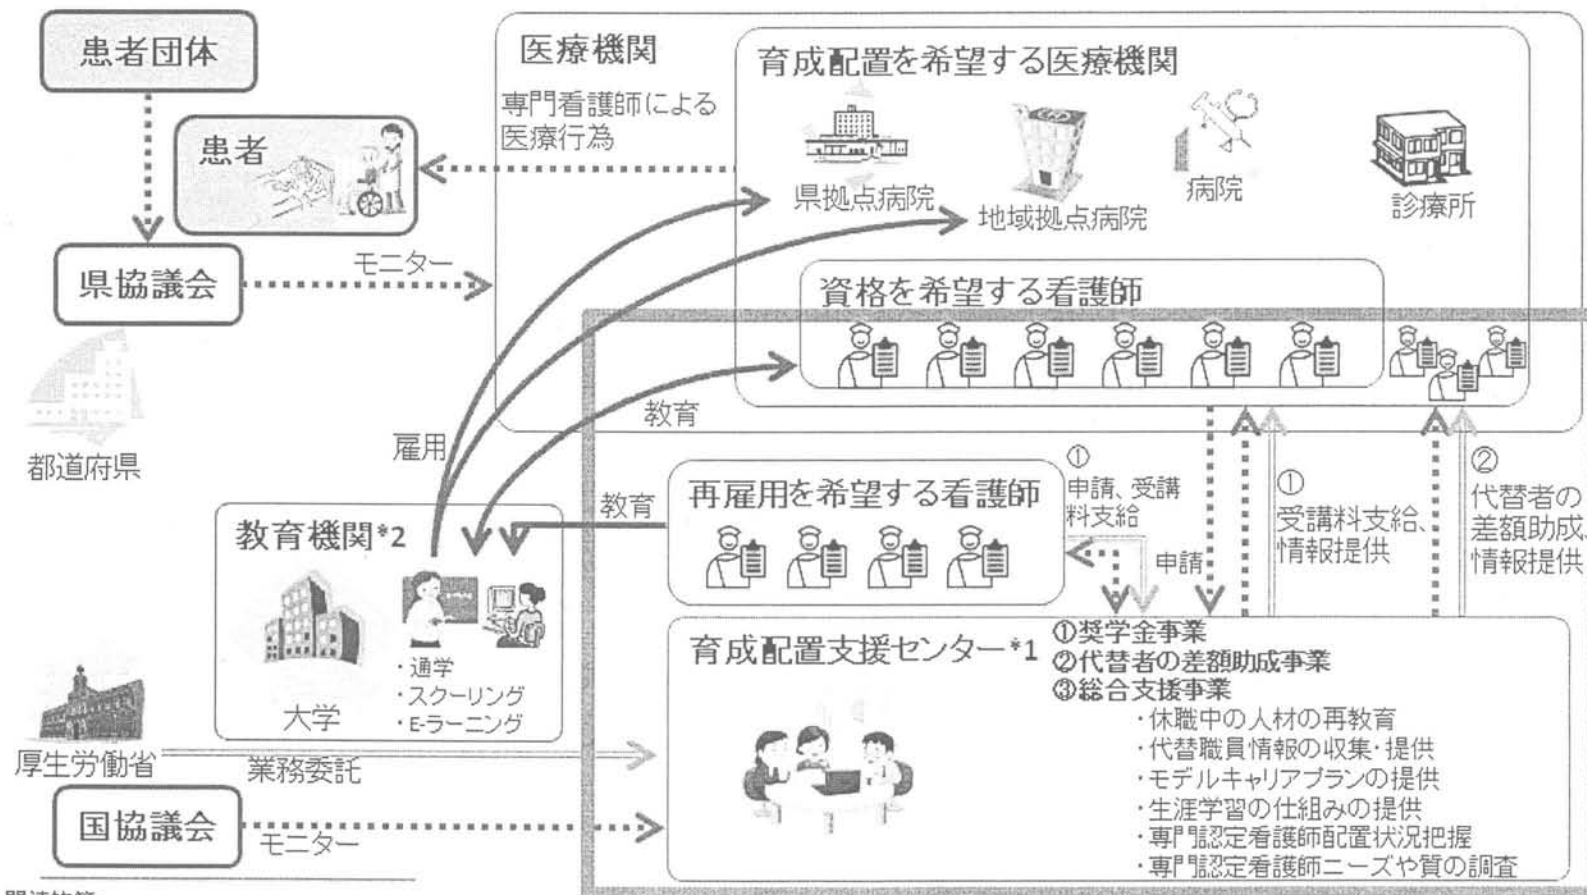 患者団体
患者
県協議会
モニター
都道府県
医療機関
専門看護師による
医療行為
育成配置を希望する医療機関
県拠点病院
地域拠点病院
病院
診療所
資格を希望する看護師
教育
雇用
教育機関*2
大学
・通学
・スクーリング
・E-ラーニング
教育
再雇用を希望する看護師
①
申請、受講
料支給
申請
①
受講料支給、
情報提供
②
代替者の
差額助成、
情報提供
厚生労働省
業務委託
国協議会
モニター
育成配置支援センター*1
①奨学金事業
②代替者の差額助成事業
③総合支援事業
・休職中の人材の再教育
・代替職員情報の収集・提供
・モデルキャリアプランの提供
・生涯学習の仕組みの提供
・専門認定看護師配置状況把握
・専門認定看護師ニーズや質の調査